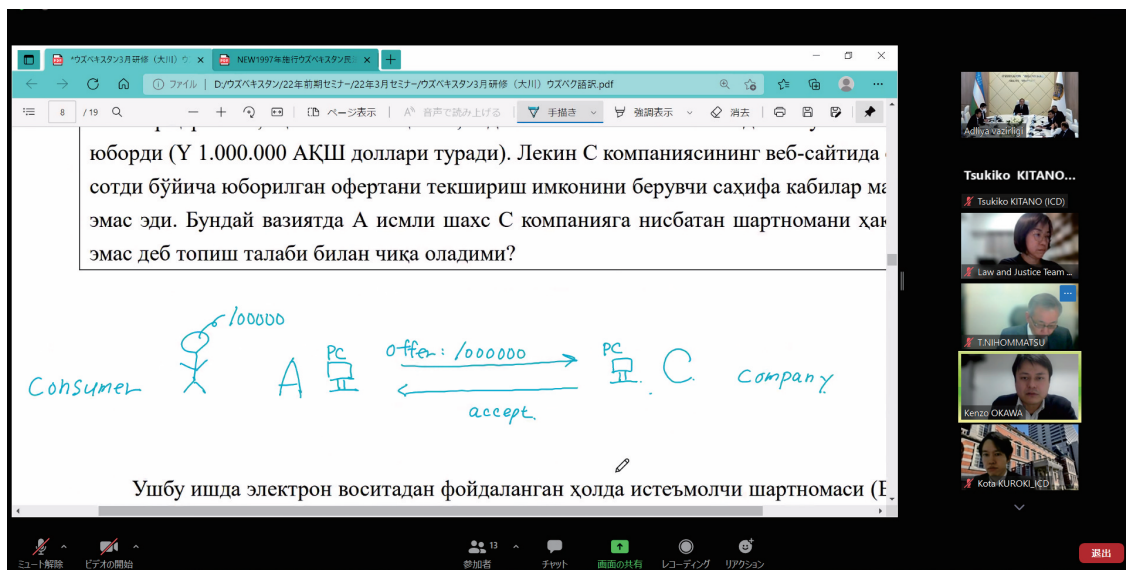 *ウズベキスタン3月研修（大川）ウ
NEW1997年施行ウズベキスタン民
ファイル | D:/ウズベキスタン/22年前期セミナー/22年3月セミナー/ウズベキスタン3月研修（大川）ウズベク語訳.pdf
8 / 19
ページ表示
音声で読み上げる
手描き
強調表示
消去
юборди (Y 1.000.000 АҚШ доллари туради). Лекин С компаниясининг веб-сайтида
сотди бўйича юборилган офертани текшириш имконини берувчи саҳифа кабилар ма
эмас эди. Бундай вазиятда А исмли шахс С компанияга нисбатан шартномани ҳақ
эмас деб топиш талаби билан чиқа оладими?
100000
Consumer
A
PC
offer: 1000000
accept.
PC
C
company
Ушбу ишда электрон воситадан фойдаланган ҳолда истеъмолчи шартномаси (Е
Adliya vazirligi
Tsukiko KITANO...
Tsukiko KITANO (ICD)
Law and Justice Team ...
T.NIHOMMATSU
Kenzo OKAWA
Kota KUROKI_ICD
ミュート解除
ビデオの開始
13
参加者
チャット
画面の共有
レコーディング
リアクション
退出